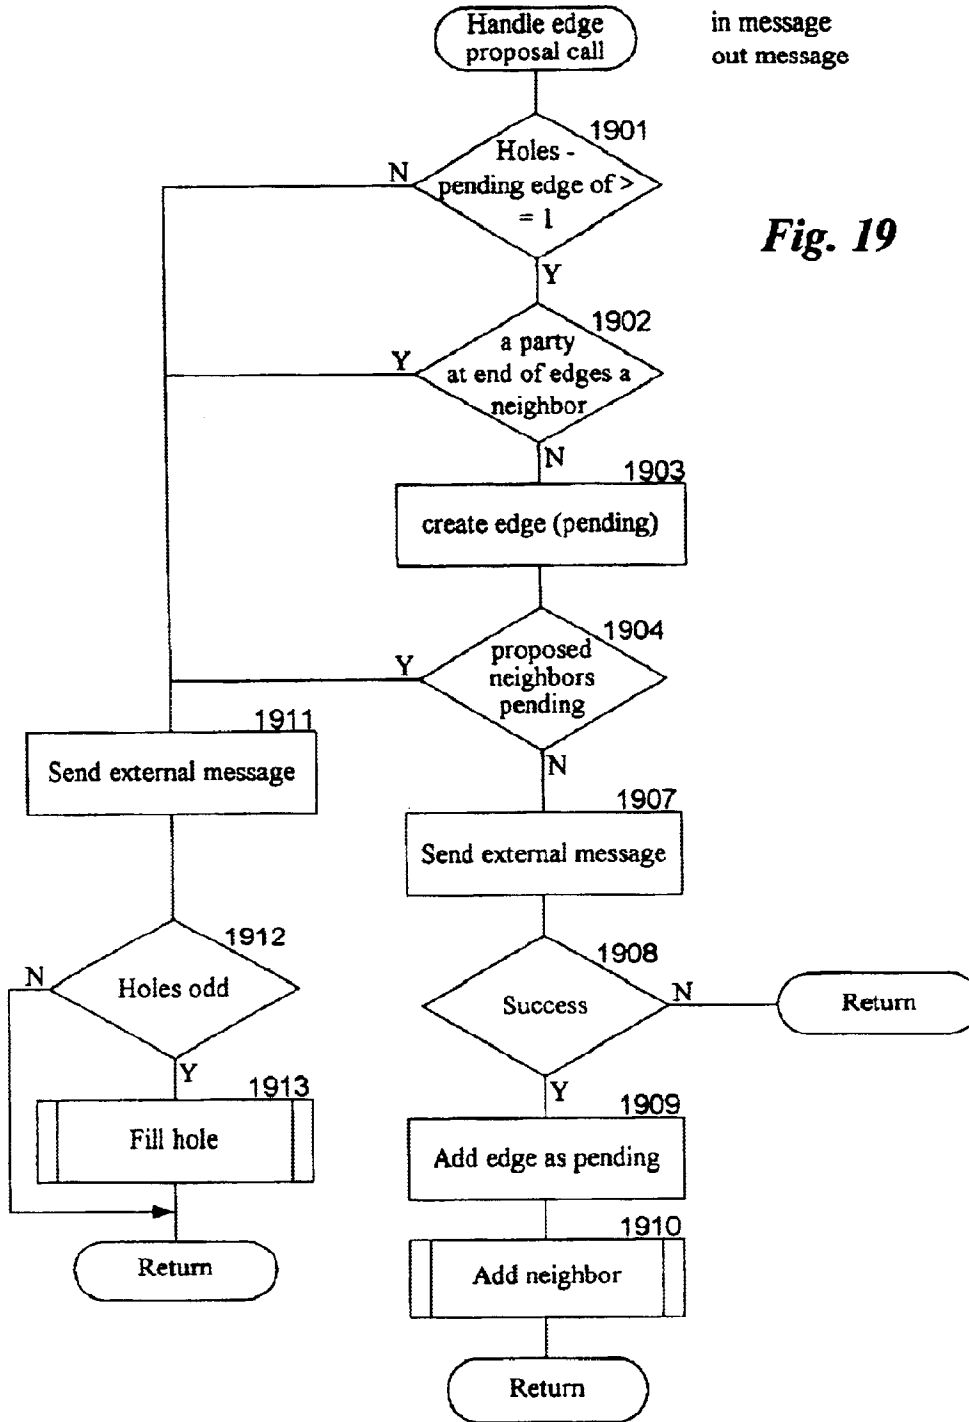 Handle edge
proposal call
in message
out message
1901
Holes -
pending edge of >
= 1
N
Y
Fig. 19
1902
a party
at end of edges a
neighbor
Y
N
1903
create edge (pending)
1904
proposed
neighbors
pending
Y
N
1911
Send external message
1907
Send external message
1912
Holes odd
N
Y
1908
Success
N
Return
Y
1913
Fill hole
1909
Add edge as pending
1910
Add neighbor
Return
Return